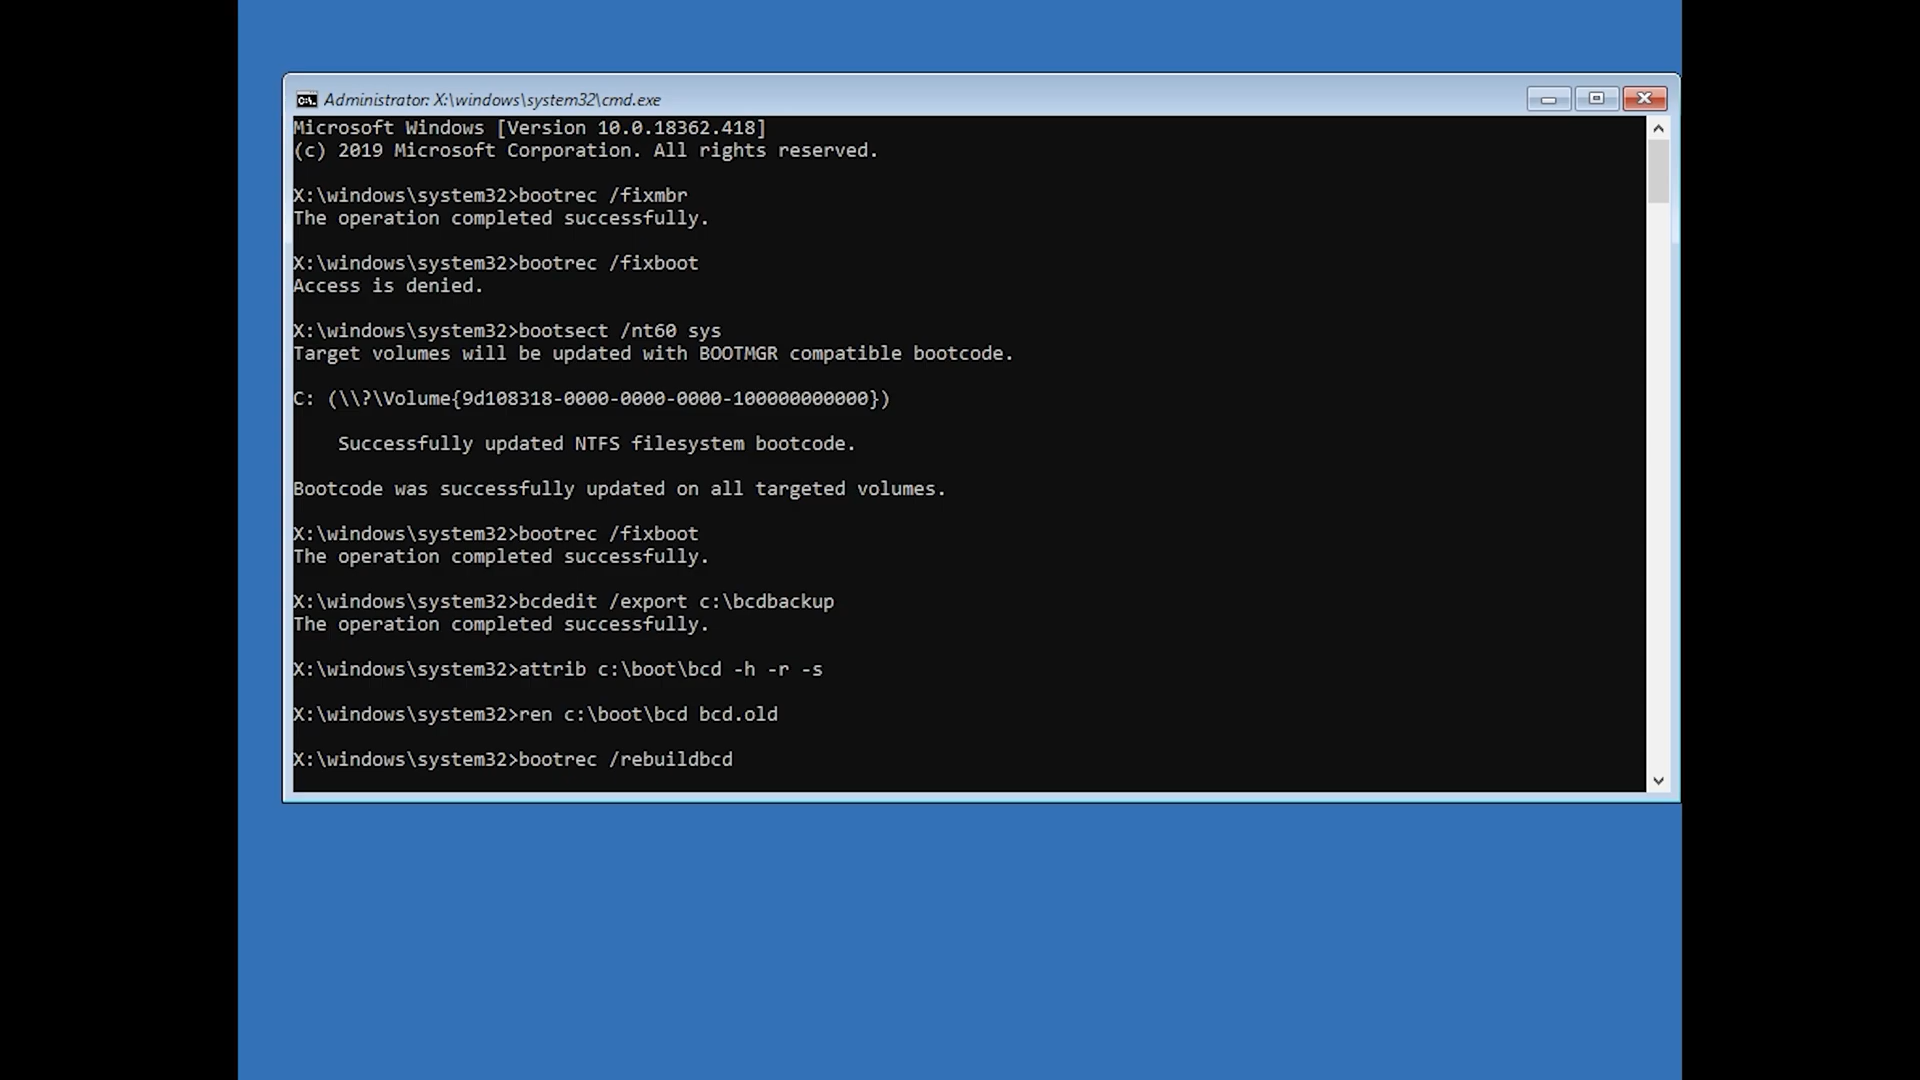 Administrator: X:\windows\system32\cmd.exe
Microsoft Windows [Version 10.0.18362.418]
(c) 2019 Microsoft Corporation. All rights reserved.
X:\windows\system32>bootrec /fixmbr
The operation completed successfully.
X:\windows\system32>bootrec /fixboot
Access is denied.
X:\windows\system32>bootsect /nt60 sys
Target volumes will be updated with BOOTMGR compatible bootcode.
C: (\\?\Volume{9d108318-0000-0000-0000-100000000000})
Successfully updated NTFS filesystem bootcode.
Bootcode was successfully updated on all targeted volumes.
X:\windows\system32>bootrec /fixboot
The operation completed successfully.
X:\windows\system32>bcdedit /export c:\bcdbackup
The operation completed successfully.
X:\windows\system32>attrib c:\boot\bcd -h -r -s
X:\windows\system32>ren c:\boot\bcd bcd.old
X:\windows\system32>bootrec /rebuildbcd